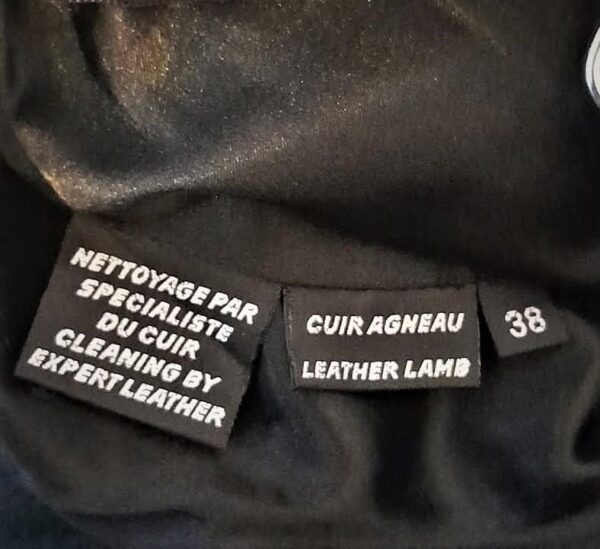 NETTOYAGE PAR
SPECIALISTE
DU CUIR
CLEANING BY
EXPERT LEATHER
CUIR AGNEAU
LEATHER LAMB
38